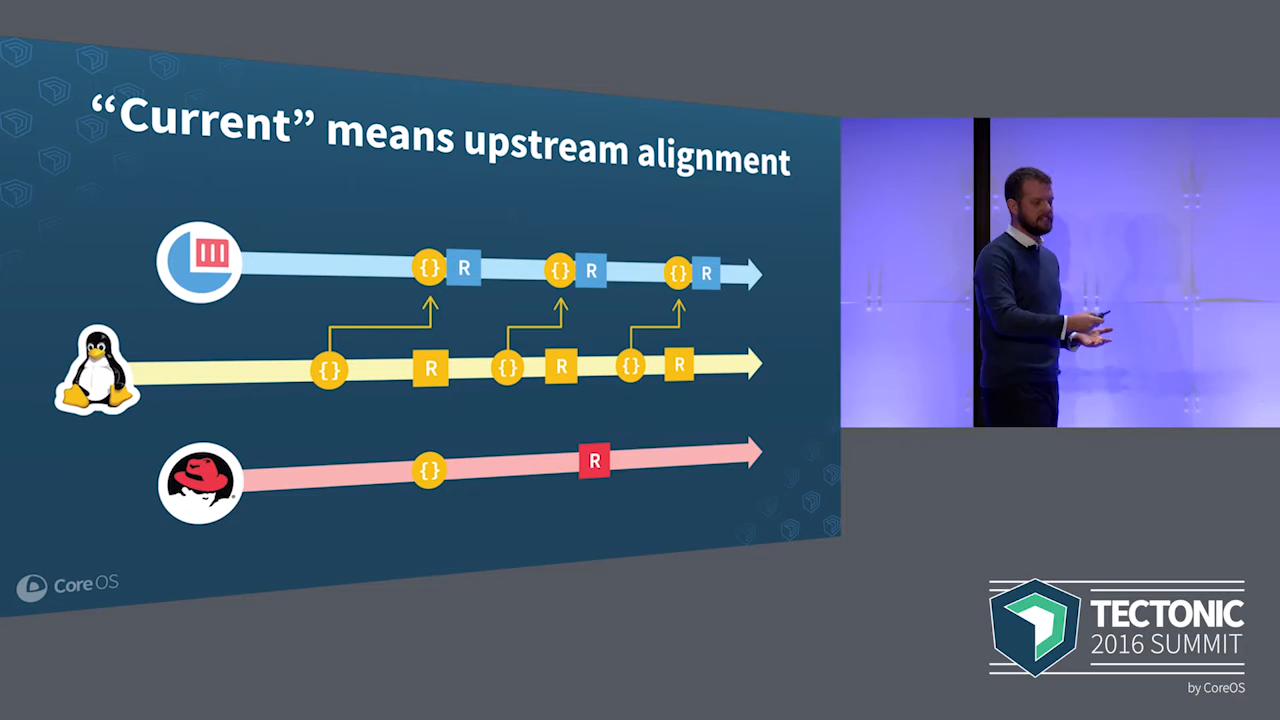 “Current” means upstream alignment
{} R {} R {} R
{} R {} R {} R
{} R
CoreOS
TECTONIC
2016 SUMMIT
by CoreOS